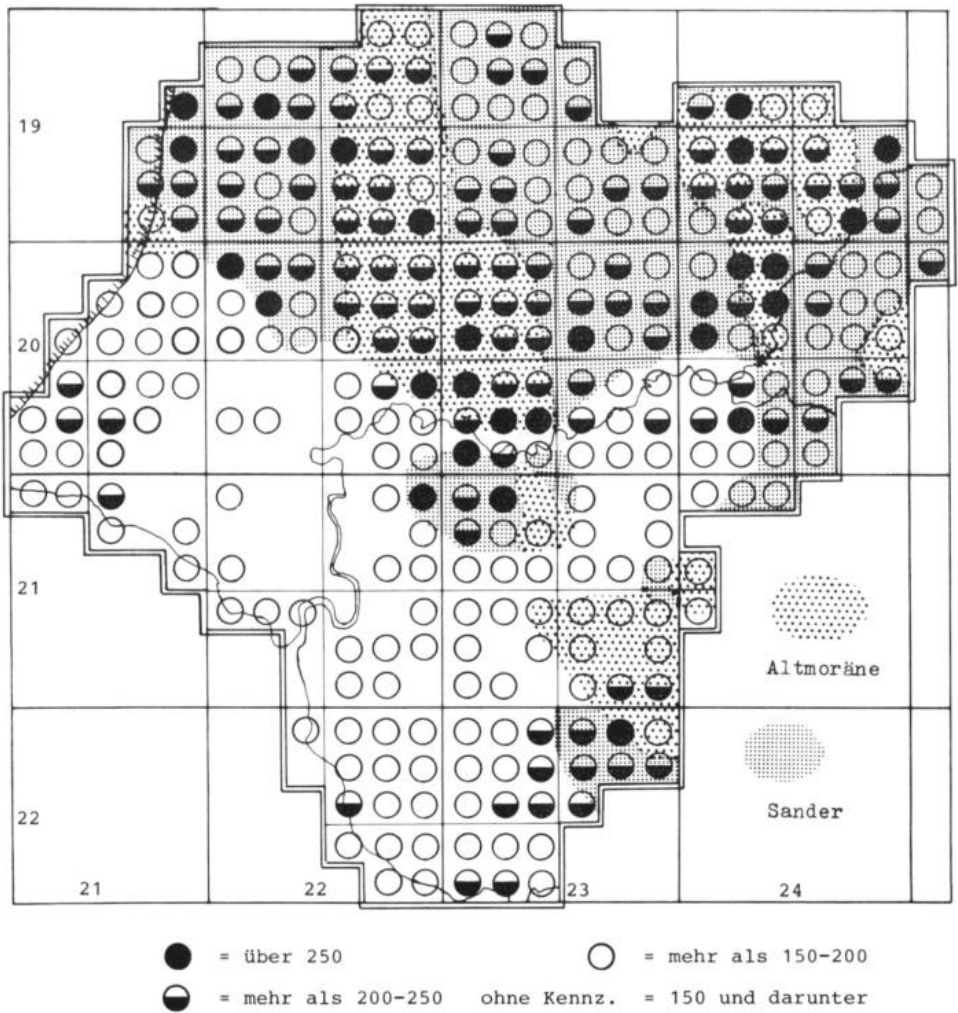 19
20
21
Altmoräne
Sander
22
21 22 23 24
= über 250 = mehr als 150-200
= mehr als 200-250 ohne Kennz. = 150 und darunter